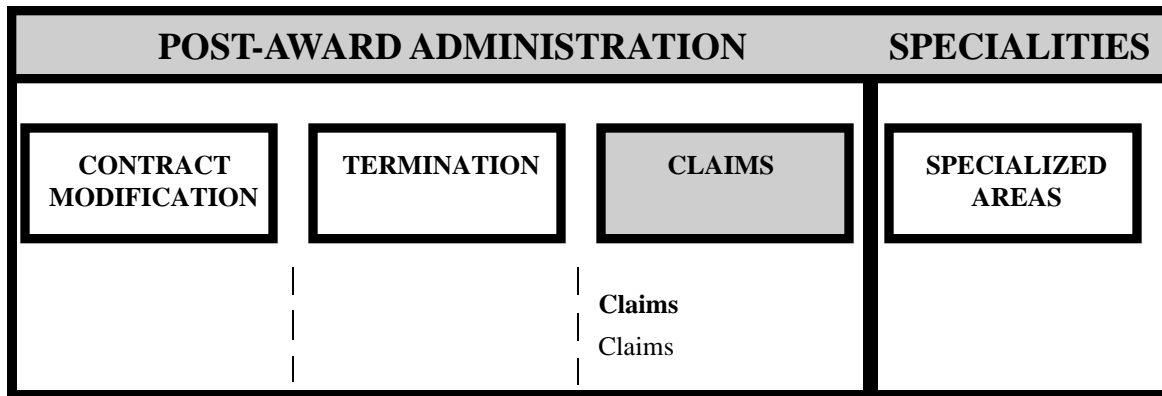 POST-AWARD ADMINISTRATION
SPECIALITIES
CONTRACT
MODIFICATION
TERMINATION
CLAIMS
SPECIALIZED
AREAS
Claims
Claims